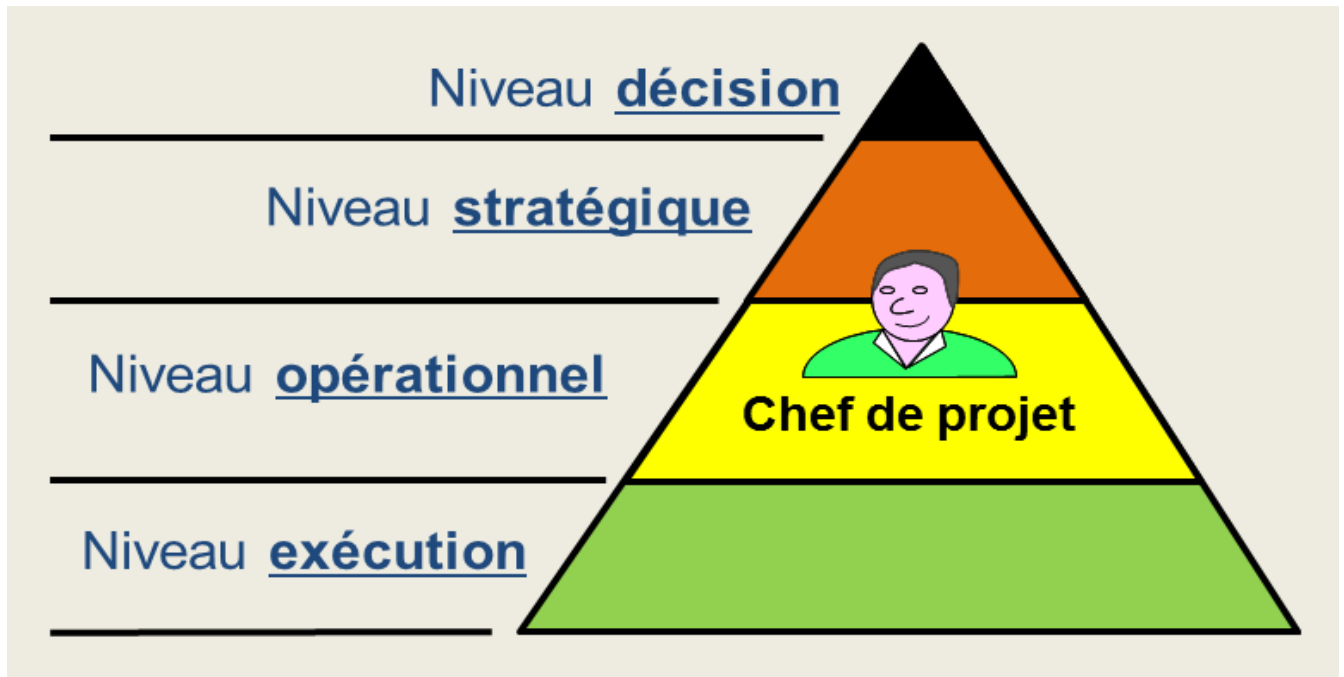 Niveau décision
Niveau stratégique
Niveau opérationnel
Chef de projet
Niveau exécution